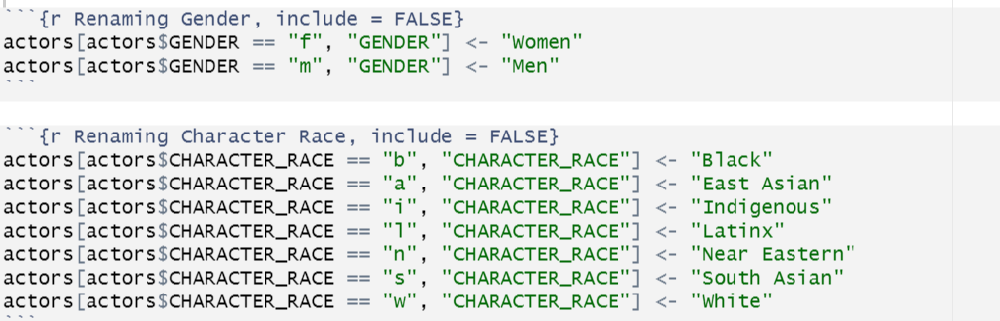 ```{r Renaming Gender, include = FALSE}
actors[actors$GENDER == "f", "GENDER"] <- "Women"
actors[actors$GENDER == "m", "GENDER"] <- "Men"
```
```{r Renaming Character Race, include = FALSE}
actors[actors$CHARACTER_RACE == "b", "CHARACTER_RACE"] <- "Black"
actors[actors$CHARACTER_RACE == "a", "CHARACTER_RACE"] <- "East Asian"
actors[actors$CHARACTER_RACE == "i", "CHARACTER_RACE"] <- "Indigenous"
actors[actors$CHARACTER_RACE == "l", "CHARACTER_RACE"] <- "Latinx"
actors[actors$CHARACTER_RACE == "n", "CHARACTER_RACE"] <- "Near Eastern"
actors[actors$CHARACTER_RACE == "s", "CHARACTER_RACE"] <- "South Asian"
actors[actors$CHARACTER_RACE == "w", "CHARACTER_RACE"] <- "White"
```